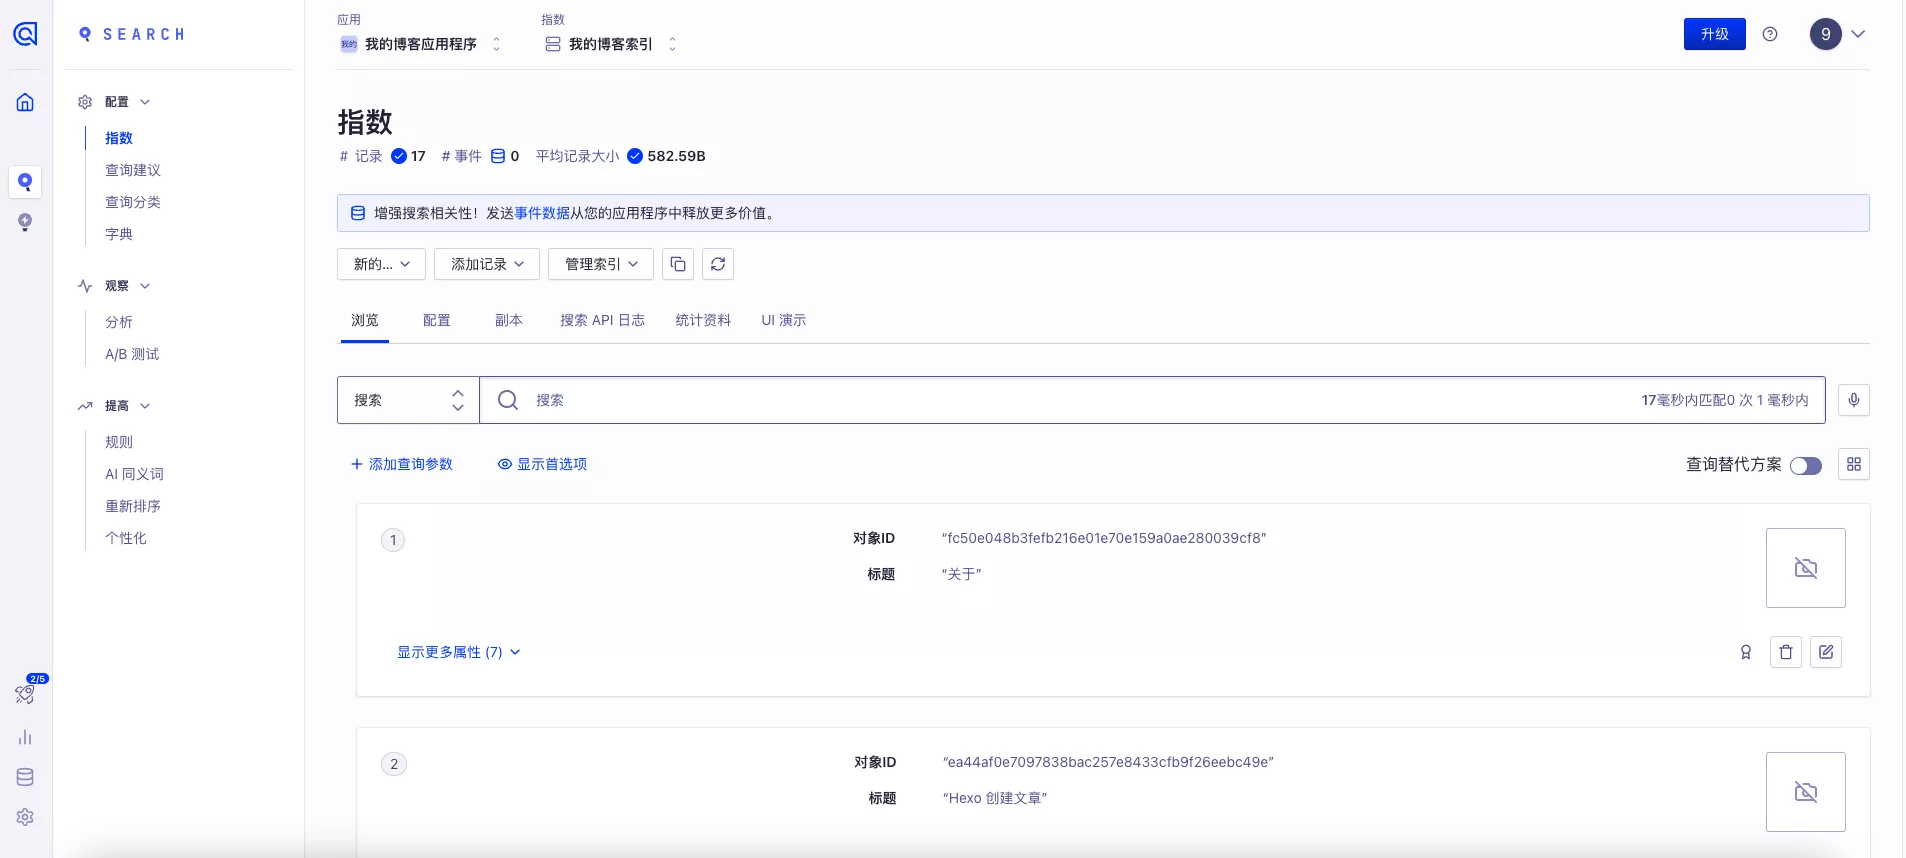 SEARCH
应用
我的 我的博客应用程序
指数
我的博客索引
升级
9
配置
指数
查询建议
查询分类
字典
观察
分析
A/B 测试
提高
规则
AI 同义词
重新排序
个性化
2/5
指数
# 记录 17 # 事件 0 平均记录大小 582.59B
增强搜索相关性！发送事件数据从您的应用程序中释放更多价值。
新的... 添加记录 管理索引
浏览 配置 副本 搜索 API 日志 统计资料 UI 演示
搜索 搜索 17毫秒内匹配0 次 1 毫秒内
添加查询参数 显示首选项 查询替代方案
1 对象ID “fc50e048b3fefb216e01e70e159a0ae280039cf8”
标题 “关于”
显示更多属性 (7)
2 对象ID “ea44af0e7097838bac257e8433cfb9f26eebc49e”
标题 “Hexo 创建文章”